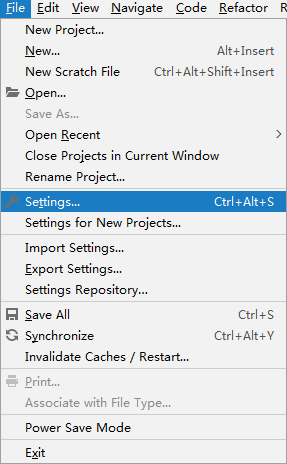 File Edit View Navigate Code Refactor
New Project...
New... Alt+Insert
New Scratch File Ctrl+Alt+Shift+Insert
Open...
Save As...
Open Recent
Close Projects in Current Window
Rename Project...
Settings... Ctrl+Alt+S
Settings for New Projects...
Import Settings...
Export Settings...
Settings Repository...
Save All Ctrl+S
Synchronize Ctrl+Alt+Y
Invalidate Caches / Restart...
Print...
Associate with File Type...
Power Save Mode
Exit